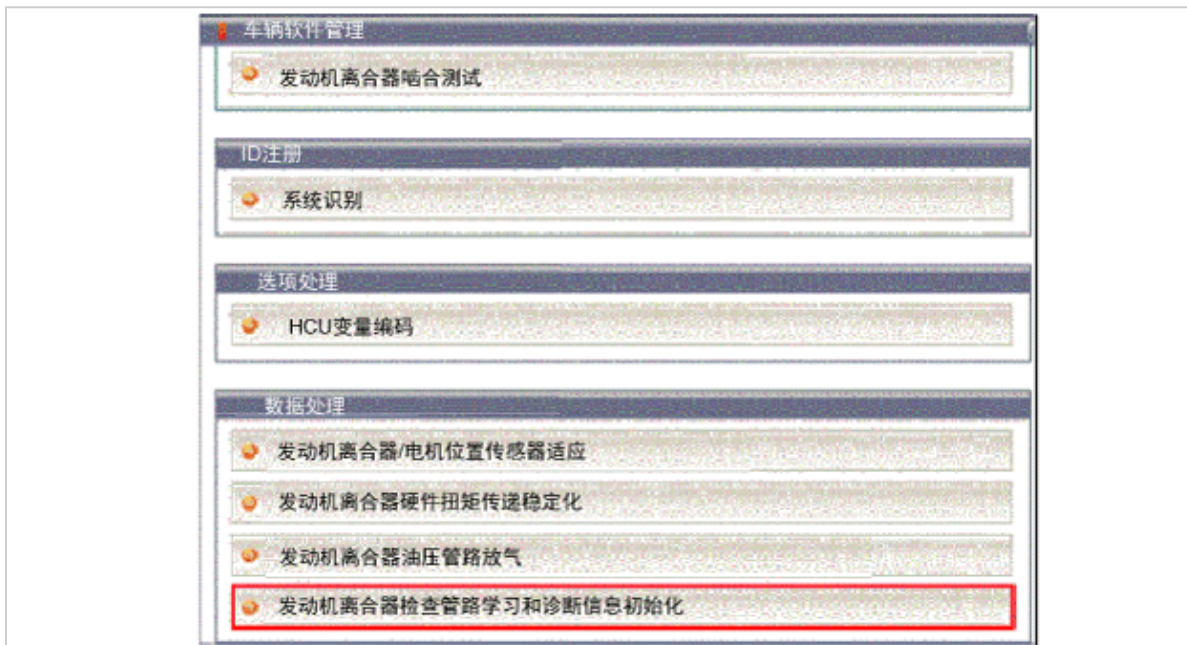 车辆软件管理
发动机离合器啮合测试
ID注册
系统识别
选项处理
HCU变量编码
数据处理
发动机离合器/电机位置传感器适应
发动机离合器硬件扭矩传递稳定化
发动机离合器油压管路放气
发动机离合器检查管路学习和诊断信息初始化